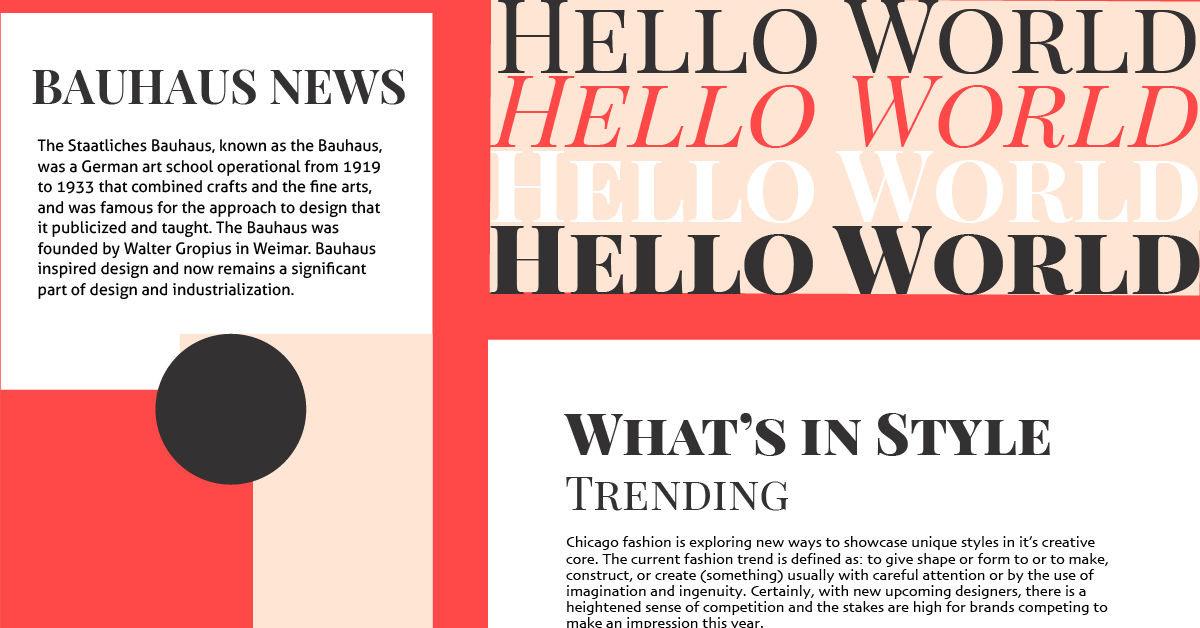 BAUHAUS NEWS
The Staatliches Bauhaus, known as the Bauhaus,
was a German art school operational from 1919
to 1933 that combined crafts and the fine arts,
and was famous for the approach to design that
it publicized and taught. The Bauhaus was
founded by Walter Gropius in Weimar. Bauhaus
inspired design and now remains a significant
part of design and industrialization.
Hello World
Hello World
Hello World
Hello World
What’s in Style
Trending
Chicago fashion is exploring new ways to showcase unique styles in it’s creative
core. The current fashion trend is defined as: to give shape or form to or to make,
construct, or create (something) usually with careful attention or by the use of
imagination and ingenuity. Certainly, with new upcoming designers, there is a
heightened sense of competition and the stakes are high for brands competing to
make an impression this year.